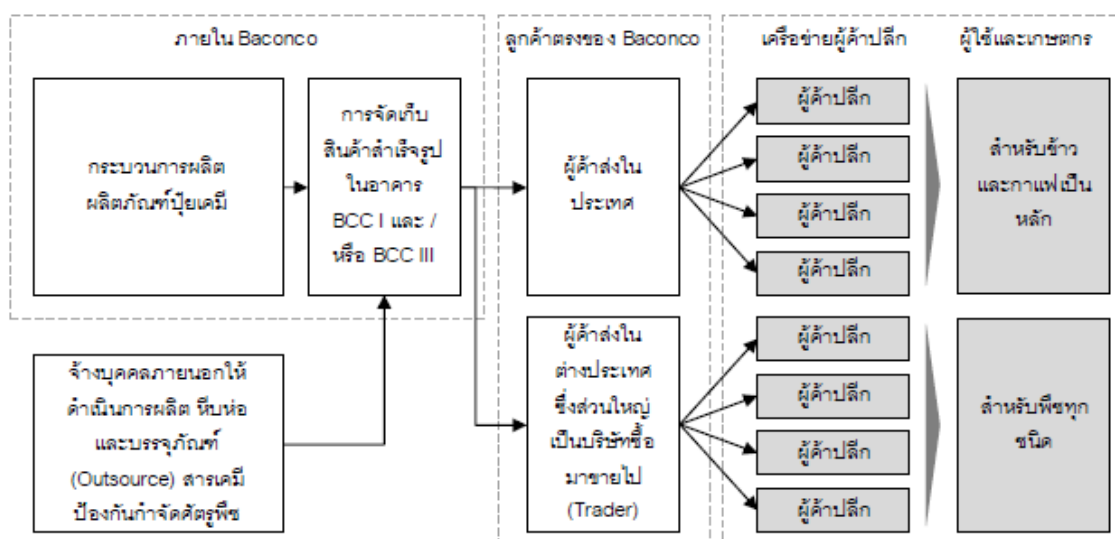 ภายใน Baconco
ลูกค้าตรงของ Baconco
เครือข่ายผู้ค้าปลีก
ผู้ใช้และเกษตกร
กระบวนการผลิต
ผลิตภัณฑ์ปุ๋ยเคมี
การจัดเก็บ
สินค้าสำเร็จรูป
ในอาคาร
BCC I และ /
หรือ BCC III
ผู้ค้าส่งใน
ประเทศ
ผู้ค้าปลีก
ผู้ค้าปลีก
ผู้ค้าปลีก
ผู้ค้าปลีก
สำหรับข้าว
และกาแฟเป็น
หลัก
จ้างบุคคลภายนอกให้
ดำเนินการผลิต หีบห่อ
และบรรจุภัณฑ์
(Outsource) สารเคมี
ป้องกันกำจัดศัตรูพืช
ผู้ค้าส่งใน
ต่างประเทศ
ซึ่งส่วนใหญ่
เป็นบริษัทซื้อ
มาขายไป
(Trader)
ผู้ค้าปลีก
ผู้ค้าปลีก
ผู้ค้าปลีก
ผู้ค้าปลีก
สำหรับพืชทุก
ชนิด